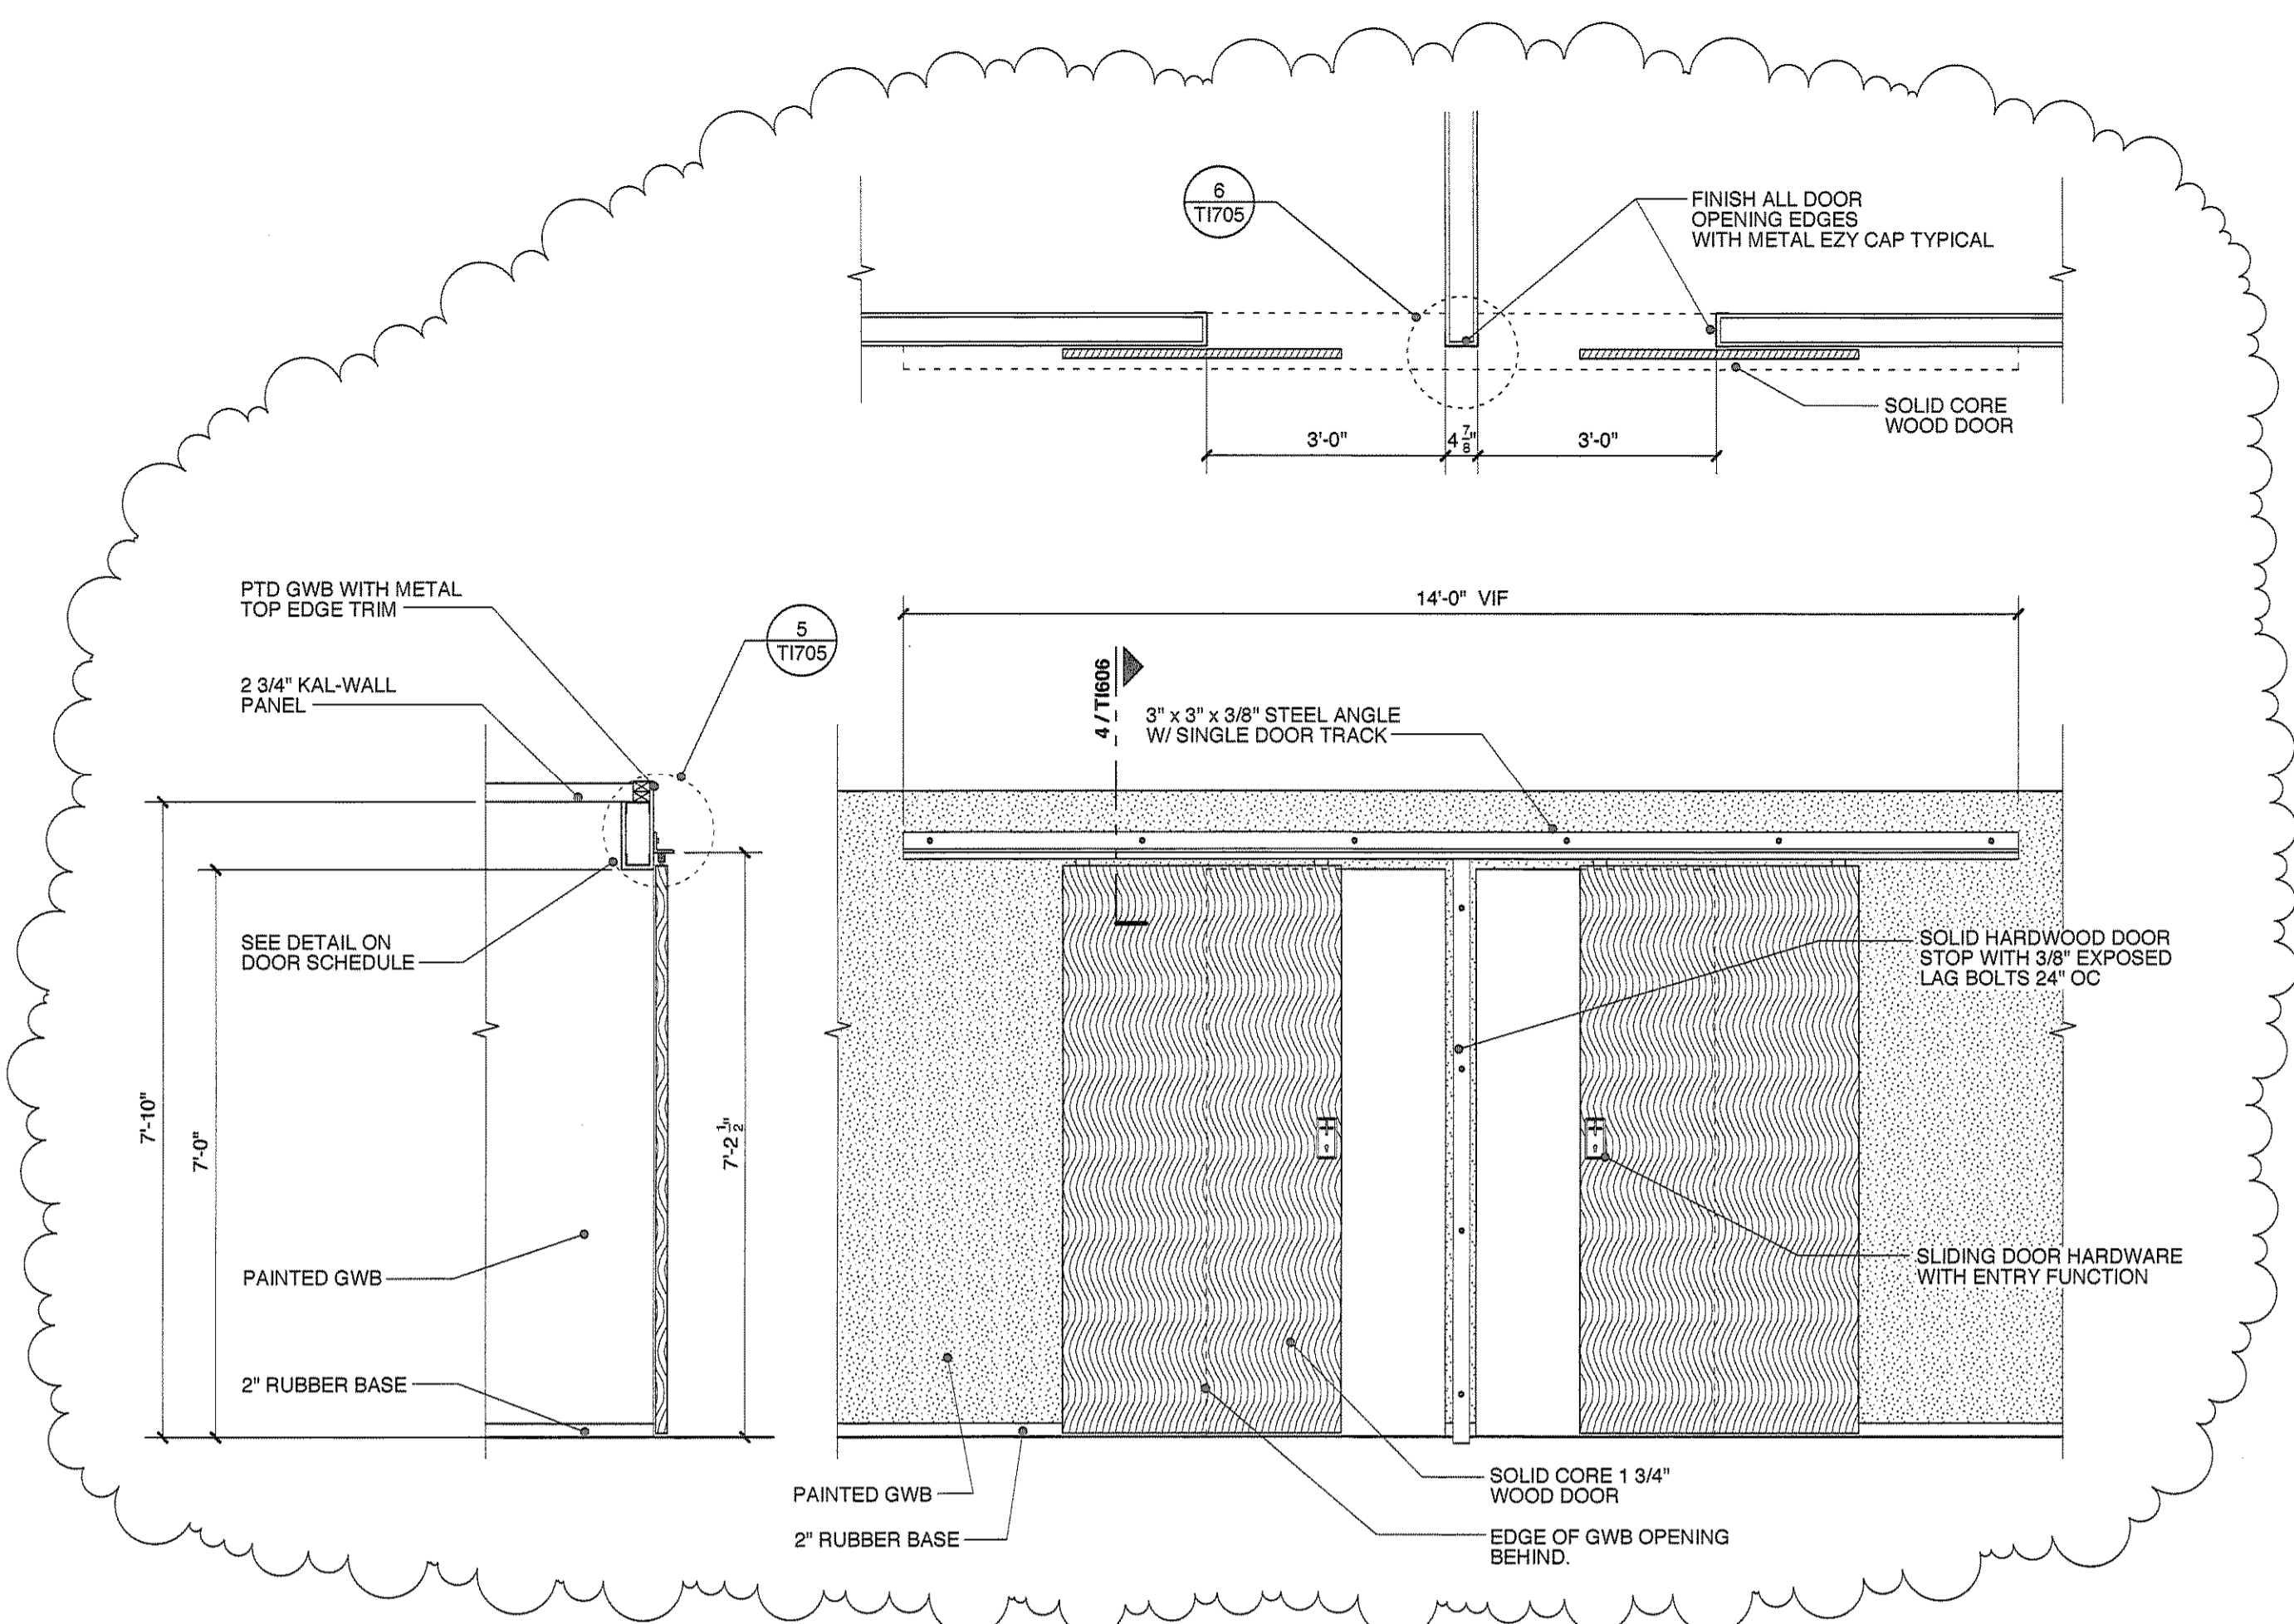 6
TI705
FINISH ALL DOOR
OPENING EDGES
WITH METAL EZY CAP TYPICAL
SOLID CORE
WOOD DOOR
3'-0"
4 7/8"
3'-0"
PTD GWB WITH METAL
TOP EDGE TRIM
5
TI705
14'-0" VIF
2 3/4" KAL-WALL
PANEL
4 / TI606
3" x 3" x 3/8" STEEL ANGLE
W/ SINGLE DOOR TRACK
SEE DETAIL ON
DOOR SCHEDULE
SOLID HARDWOOD DOOR
STOP WITH 3/8" EXPOSED
LAG BOLTS 24" OC
7'-10"
7'-0"
7'-2 1/2"
PAINTED GWB
SLIDING DOOR HARDWARE
WITH ENTRY FUNCTION
2" RUBBER BASE
PAINTED GWB
SOLID CORE 1 3/4"
WOOD DOOR
2" RUBBER BASE
EDGE OF GWB OPENING
BEHIND.